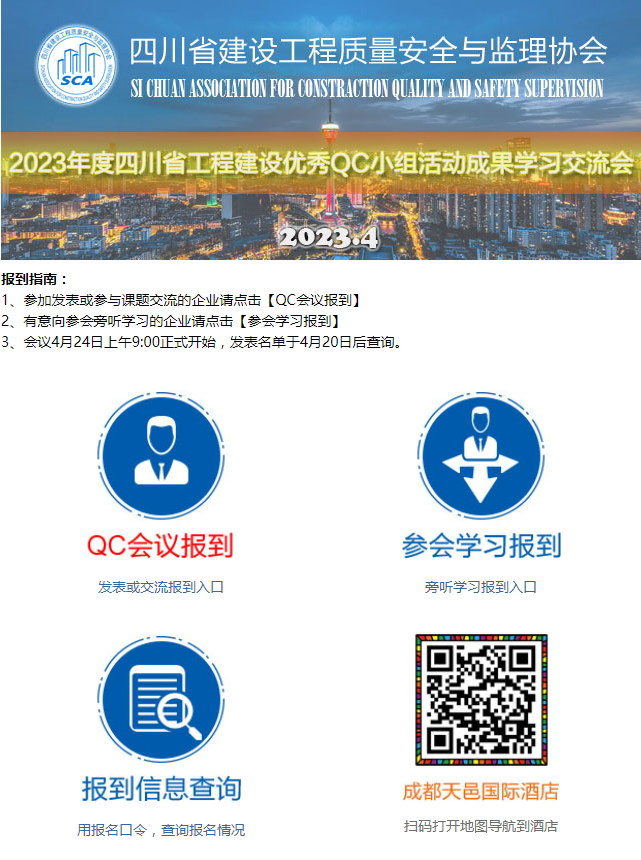 四川省建设工程质量安全与监理协会
SCA
SI CHUAN ASSOCIATION FOR CONSTRACTION QUALITY AND SAFETY SUPERVISION
2023年度四川省工程建设优秀QC小组活动成果学习交流会
2023.4
报到指南：
1、参加发表或参与课题交流的企业请点击【QC会议报到】
2、有意向参会旁听学习的企业请点击【参会学习报到】
3、会议4月24日上午9:00正式开始，发表名单于4月20日后查询。
QC会议报到
参会学习报到
发表或交流报到入口
旁听学习报到入口
报到信息查询
成都天邑国际酒店
用报名口令，查询报名情况
扫码打开地图导航到酒店